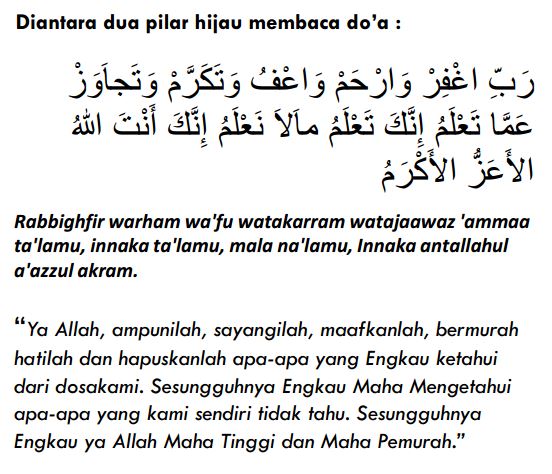 Diantara dua pilar hijau membaca do’a :
رَبِّ اغْفِرْ وَارْحَمْ وَاعْفُ وَتَكَرَّمْ وَتَجاَوَزْ
عَمَّا تَعْلَمُ إِنَّكَ تَعْلَمُ ماَلاَ نَعْلَمُ إِنَّكَ أَنْتَ اللهُ
الأَعَزُّ الأَكْرَمُ
Rabbighfir warham wa'fu watakarram watajaawaz 'ammaa
ta'lamu, innaka ta'lamu, mala na'lamu, Innaka antallahul
a'azzul akram.
“Ya Allah, ampunilah, sayangilah, maafkanlah, bermurah
hatilah dan hapuskanlah apa-apa yang Engkau ketahui
dari dosakami. Sesungguhnya Engkau Maha Mengetahui
apa-apa yang kami sendiri tidak tahu. Sesungguhnya
Engkau ya Allah Maha Tinggi dan Maha Pemurah.”